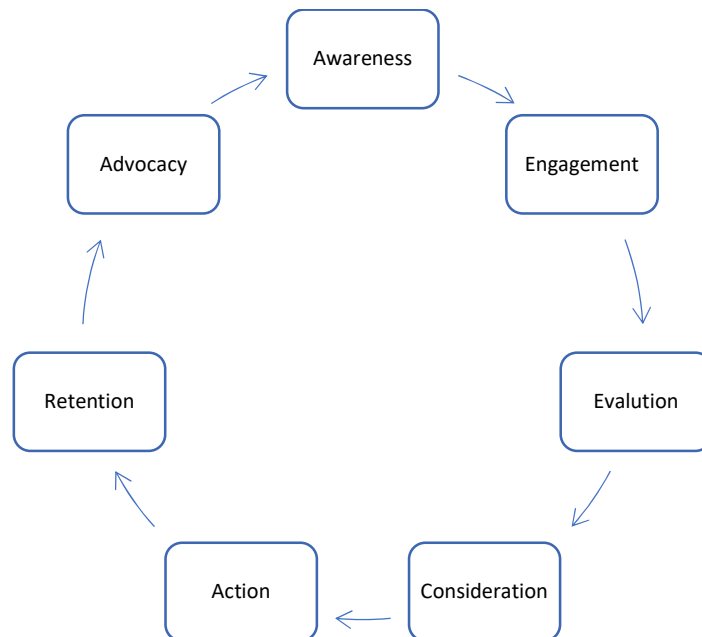 Awareness
Engagement
Evalution
Consideration
Action
Retention
Advocacy